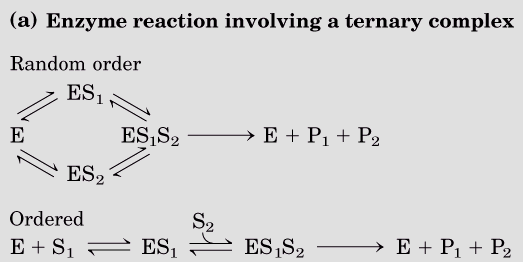 (a) Enzyme reaction involving a ternary complex
Random order
ES₁
E ES₁S₂ ⟶ E + P₁ + P₂
ES₂
Ordered
S₂
E + S₁ ⇌ ES₁ ⇌ ES₁S₂ ⟶ E + P₁ + P₂